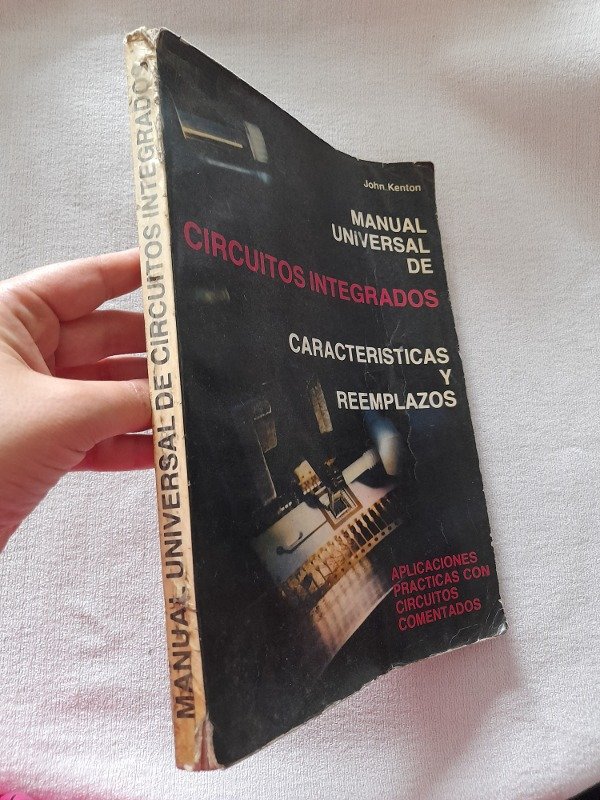 MANUAL UNIVERSAL DE CIRCUITOS INTEGRADOS
John Kenton
MANUAL
UNIVERSAL
DE
CIRCUITOS INTEGRADOS
CARACTERISTICAS
Y
REEMPLAZOS
APLICACIONES
PRACTICAS CON
CIRCUITOS
COMENTADOS